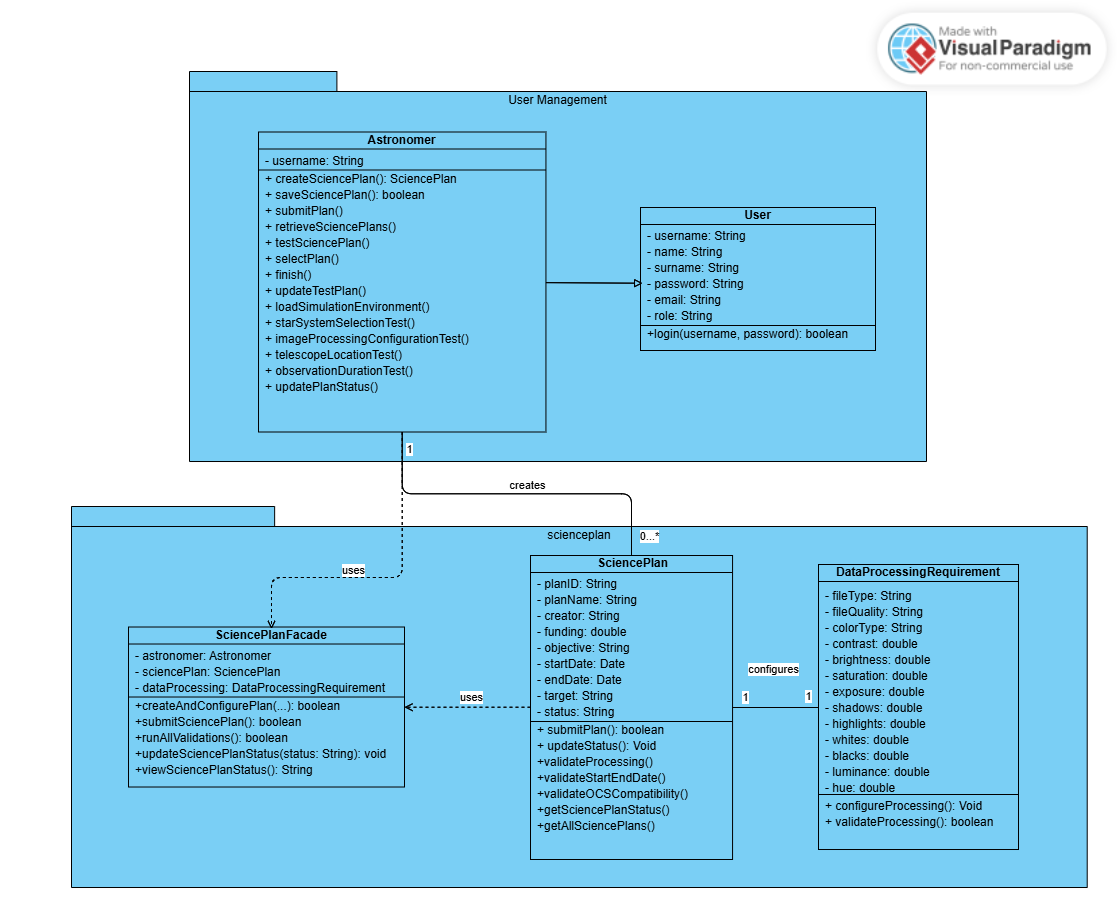 Made with
Visual Paradigm
For non-commercial use
User Management
Astronomer
- username: String
+ createSciencePlan(): SciencePlan
+ saveSciencePlan(): boolean
+ submitPlan()
+ retrieveSciencePlans()
+ testSciencePlan()
+ selectPlan()
+ finish()
+ updateTestPlan()
+ loadSimulationEnvironment()
+ starSystemSelectionTest()
+ imageProcessingConfigurationTest()
+ telescopeLocationTest()
+ observationDurationTest()
+ updatePlanStatus()
User
- username: String
- name: String
- surname: String
- password: String
- email: String
- role: String
+login(username, password): boolean
1
creates
0...*
uses
scienceplan
SciencePlanFacade
- astronomer: Astronomer
- sciencePlan: SciencePlan
- dataProcessing: DataProcessingRequirement
+createAndConfigurePlan(...): boolean
+submitSciencePlan(): boolean
+runAllValidations(): boolean
+updateSciencePlanStatus(status: String): void
+viewSciencePlanStatus(): String
uses
SciencePlan
- planID: String
- planName: String
- creator: String
- funding: double
- objective: String
- startDate: Date
- endDate: Date
- target: String
- status: String
+ submitPlan(): boolean
+ updateStatus(): Void
+validateProcessing()
+validateStartEndDate()
+validateOCSCompatibility()
+getSciencePlanStatus()
+getAllSciencePlans()
configures
1
1
DataProcessingRequirement
- fileType: String
- fileQuality: String
- colorType: String
- contrast: double
- brightness: double
- saturation: double
- exposure: double
- shadows: double
- highlights: double
- whites: double
- blacks: double
- luminance: double
- hue: double
+ configureProcessing(): Void
+ validateProcessing(): boolean